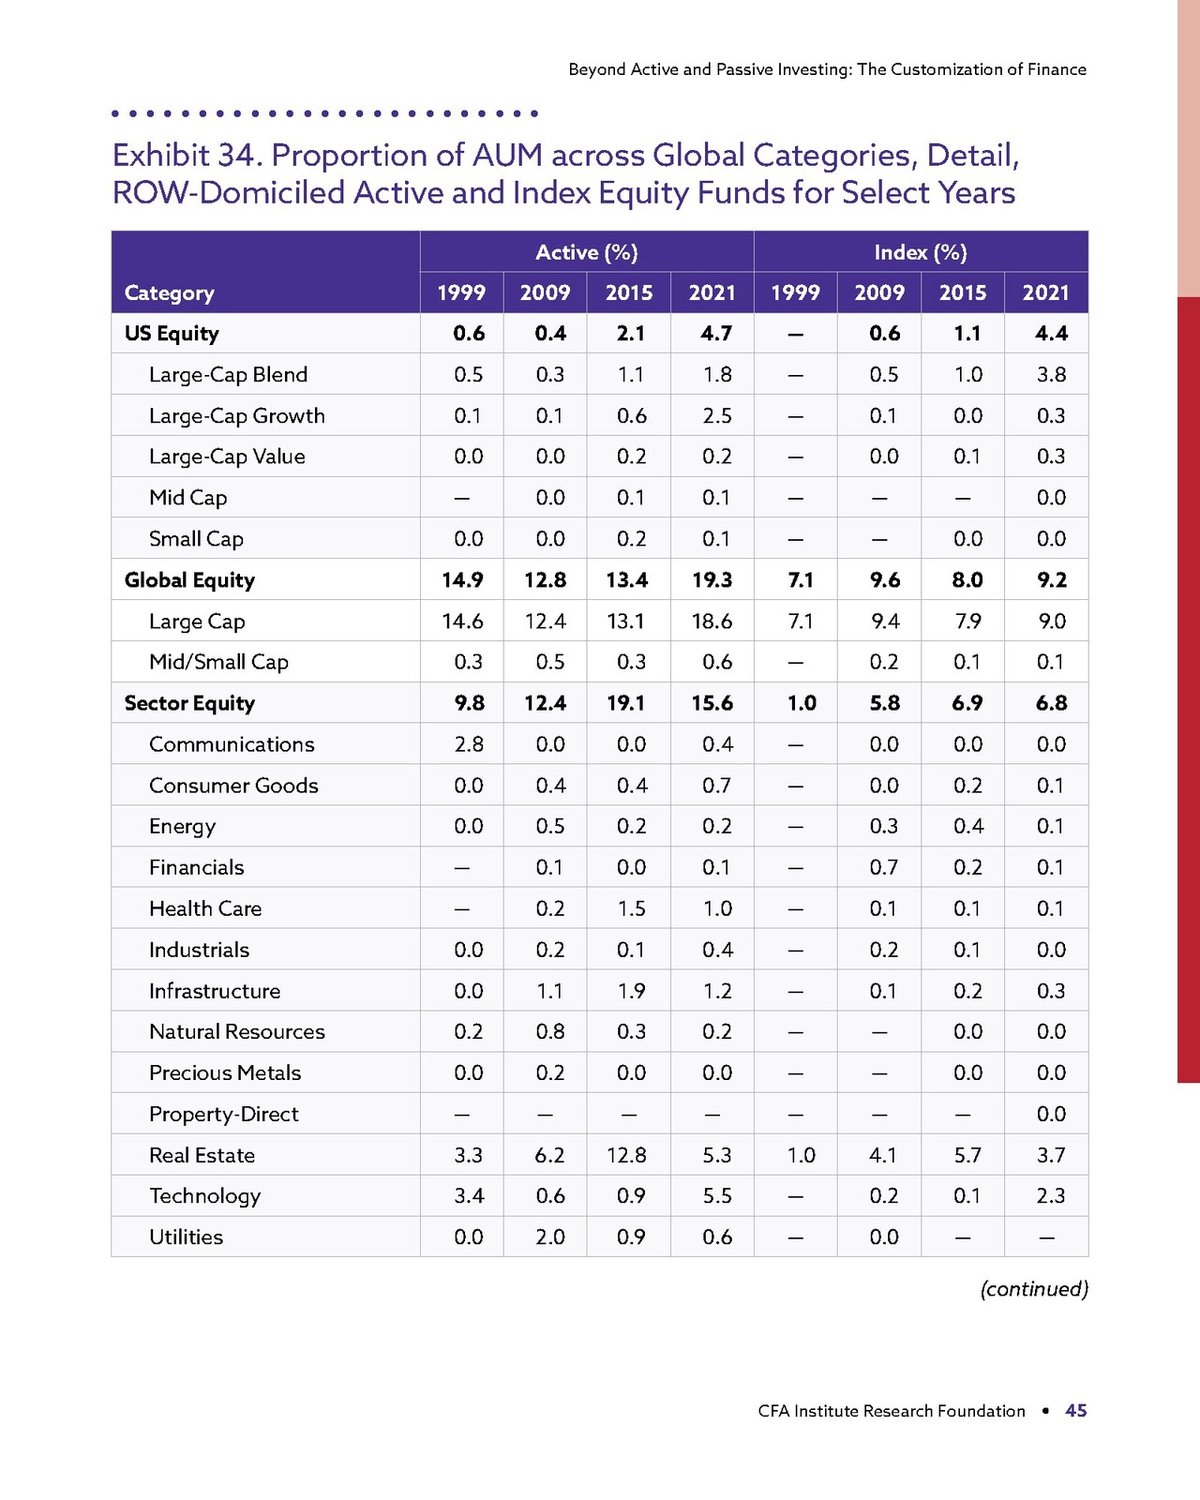 Beyond Active and Passive Investing: The Customization of Finance
Exhibit 34. Proportion of AUM across Global Categories, Detail,
ROW-Domiciled Active and Index Equity Funds for Select Years
Active (%) Index (%)
Category 1999 2009 2015 2021 1999 2009 2015 2021
US Equity 0.6 0.4 2.1 4.7 — 0.6 1.1 4.4
Large-Cap Blend 0.5 0.3 1.1 1.8 — 0.5 1.0 3.8
Large-Cap Growth 0.1 0.1 0.6 2.5 — 0.1 0.0 0.3
Large-Cap Value 0.0 0.0 0.2 0.2 — 0.0 0.1 0.3
Mid Cap — 0.0 0.1 0.1 — — — 0.0
Small Cap 0.0 0.0 0.2 0.1 — — 0.0 0.0
Global Equity 14.9 12.8 13.4 19.3 7.1 9.6 8.0 9.2
Large Cap 14.6 12.4 13.1 18.6 7.1 9.4 7.9 9.0
Mid/Small Cap 0.3 0.5 0.3 0.6 — 0.2 0.1 0.1
Sector Equity 9.8 12.4 19.1 15.6 1.0 5.8 6.9 6.8
Communications 2.8 0.0 0.0 0.4 — 0.0 0.0 0.0
Consumer Goods 0.0 0.4 0.4 0.7 — 0.0 0.2 0.1
Energy 0.0 0.5 0.2 0.2 — 0.3 0.4 0.1
Financials — 0.1 0.0 0.1 — 0.7 0.2 0.1
Health Care — 0.2 1.5 1.0 — 0.1 0.1 0.1
Industrials 0.0 0.2 0.1 0.4 — 0.2 0.1 0.0
Infrastructure 0.0 1.1 1.9 1.2 — 0.1 0.2 0.3
Natural Resources 0.2 0.8 0.3 0.2 — — 0.0 0.0
Precious Metals 0.0 0.2 0.0 0.0 — — 0.0 0.0
Property-Direct — — — — — — — 0.0
Real Estate 3.3 6.2 12.8 5.3 1.0 4.1 5.7 3.7
Technology 3.4 0.6 0.9 5.5 — 0.2 0.1 2.3
Utilities 0.0 2.0 0.9 0.6 — 0.0 — —
(continued)
CFA Institute Research Foundation • 45